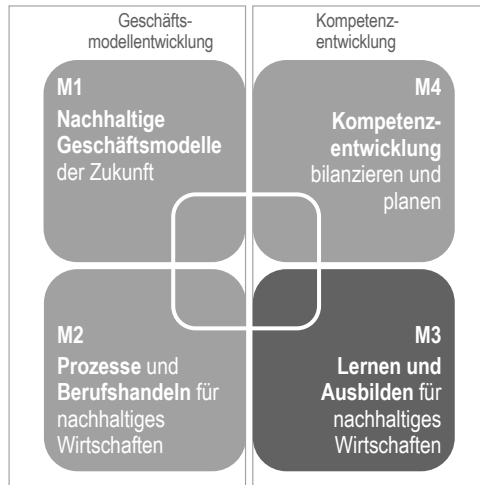 Geschäfts-
modellentwicklung
Kompetenz-
entwicklung
M1
Nachhaltige
Geschäftsmodelle
der Zukunft
M4
Kompetenz-
entwicklung
bilanzieren und
planen
M2
Prozesse und
Berufshandeln für
nachhaltiges
Wirtschaften
M3
Lernen und
Ausbilden für
nachhaltiges
Wirtschaften